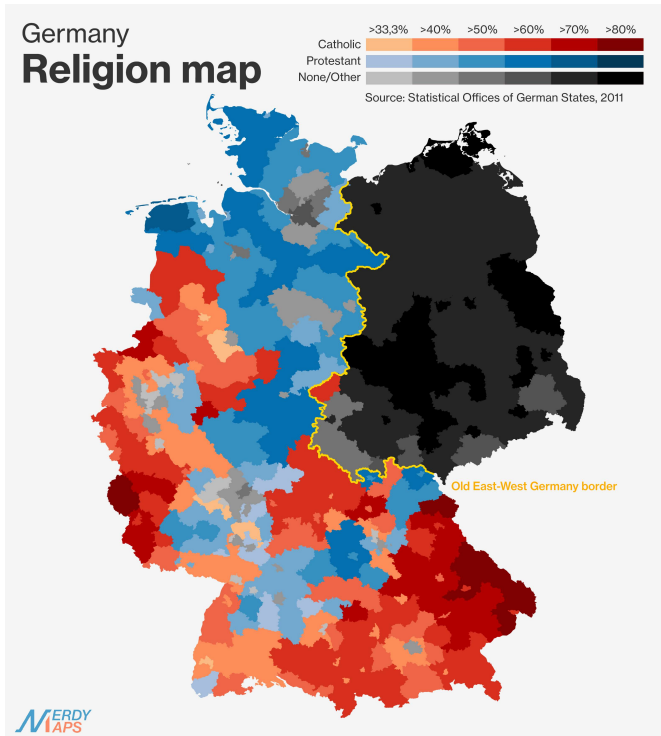 Germany
Religion map
>33,3% >40% >50% >60% >70% >80%
Catholic
Protestant
None/Other
Source: Statistical Offices of German States, 2011
Old East-West Germany border
NERDY
MAPS